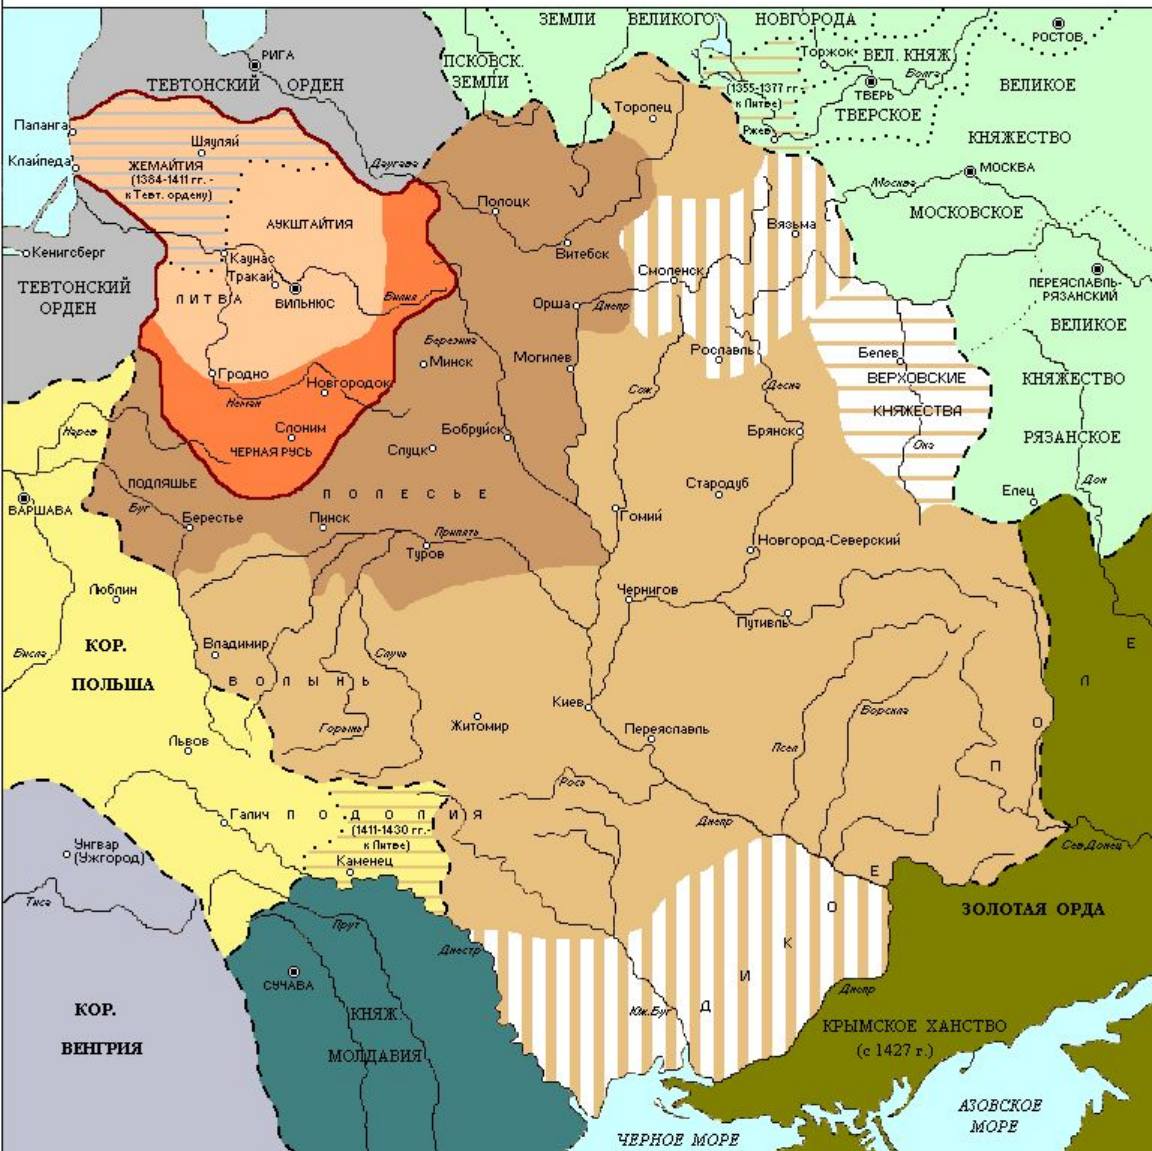 ЗЕМЛИ ВЕЛИКОГО НОВГОРОДА
РОСТОВ
РИГА
ПСКОВСК.
ЗЕМЛИ
Торжок
ВЕЛ. КНЯЖ
Волга
ТЕВТОНСКИЙ ОРДЕН
(1355-1377 гг -
к Литве)
ТВЕРЬ
ТВЕРСКОЕ
ВЕЛИКОЕ
Торопец
Ржев
КНЯЖЕСТВО
Паланга
Шяуляй
Клайпеда
ЖЕМАЙТИЯ
(1384-1411 гг. -
к Тевт. ордену)
Даугава
МОСКВА
Москва
МОСКОВСКОЕ
Полоцк
АУКШТАЙТИЯ
Вязьма
Витебск
Кенигсберг
Каунас
Тракай
Смоленск
ТЕВТОНСКИЙ
ОРДЕН
ЛИТВА
ВИЛЬНЮС
Вилия
Орша
Днепр
ПЕРЕЯСЛАВЛЬ-
РЯЗАНСКИЙ
ВЕЛИКОЕ
Березина
Минск
Могилев
Рославль
Белев
ВЕРХОВСКИЕ
КНЯЖЕСТВА
КНЯЖЕСТВО
РЯЗАНСКОЕ
Гродно
Новгородок
Неман
Сож
Десна
Слоним
ЧЕРНАЯ РУСЬ
Бобруйск
Слуцк
Брянск
Ока
Нарев
ВАРШАВА
ПОДЛЯШЬЕ
ПОЛЕСЬЕ
Стародуб
Елец
Дон
Буг
Берестье
Пинск
Припять
Туров
Гомий
Новгород-Северский
Люблин
Чернигов
Путивль
КОР.
ПОЛЬША
Висла
Владимир
ВОЛЫНЬ
Случь
Горынь
Житомир
Киев
Переяславль
Псел
Ворскла
Львов
Рось
Днепр
Галич
ПОДОЛИЯ
(1411-1430 гг.-
к Литве)
Каменец
Сев.Донец
Унгвар
(Ужгород)
Тиса
ДИКОЕ ПОЛЕ
ЗОЛОТАЯ ОРДА
Прут
Днестр
СУЧАВА
КНЯЖ.
МОЛДАВИЯ
Юж.Буг
Днепр
КОР.
ВЕНГРИЯ
КРЫМСКОЕ ХАНСТВО
(с 1427 г.)
АЗОВСКОЕ
МОРЕ
ЧЕРНОЕ МОРЕ